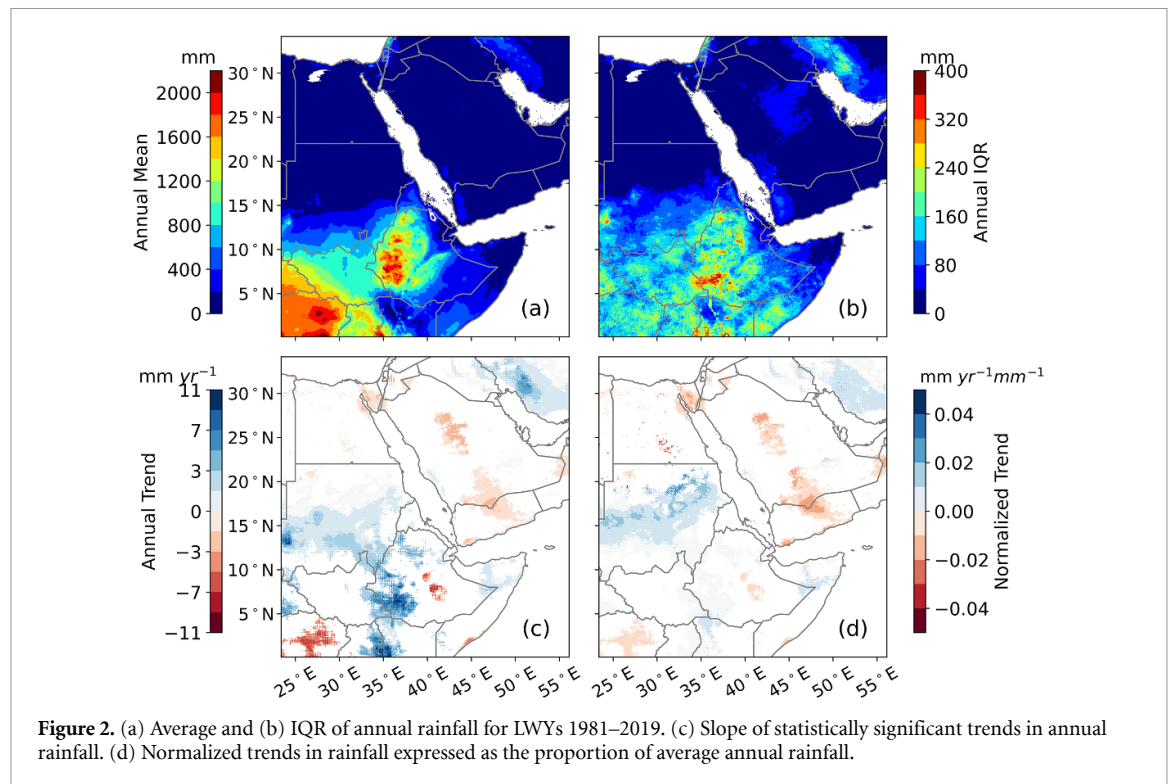 mm
2000
1600
1200
800
400
0
Annual Mean
30°N
25°N
20°N
15°N
10°N
5°N
(a)
(b)
mm
400
320
240
160
80
0
Annual IQR
mm yr⁻¹
11
7
3
0
−3
−7
−11
Annual Trend
30°N
25°N
20°N
15°N
10°N
5°N
(c)
(d)
mm yr⁻¹mm⁻¹
0.04
0.02
0.00
−0.02
−0.04
Normalized Trend
25°E 30°E 35°E 40°E 45°E 50°E 55°E
25°E 30°E 35°E 40°E 45°E 50°E 55°E
Figure 2. (a) Average and (b) IQR of annual rainfall for LWYs 1981–2019. (c) Slope of statistically significant trends in annual
rainfall. (d) Normalized trends in rainfall expressed as the proportion of average annual rainfall.